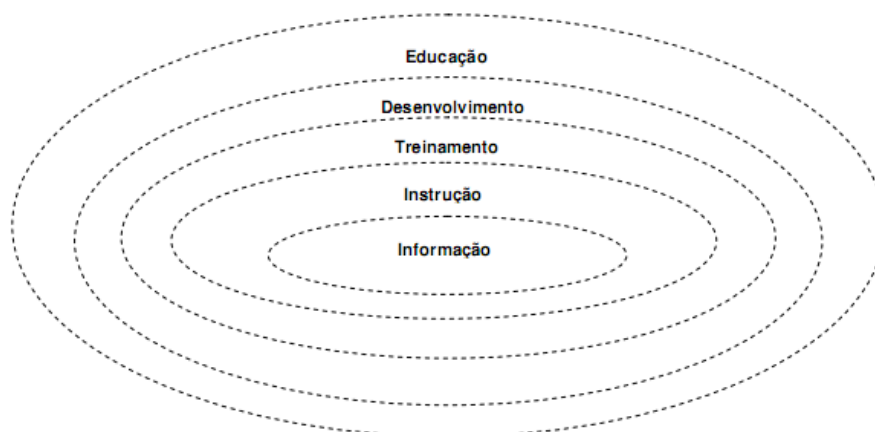 Educação
Desenvolvimento
Treinamento
Instrução
Informação